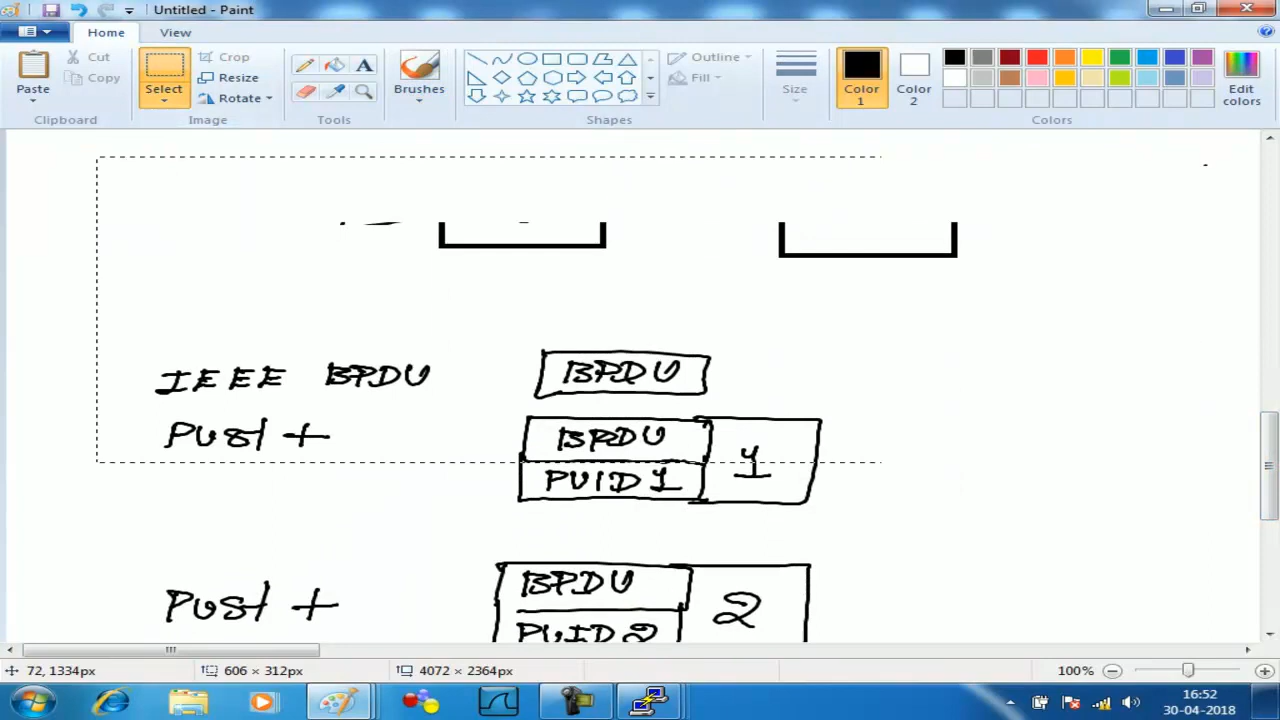 Untitled - Paint
Home View
Paste
Cut
Copy
Clipboard
Select
Crop
Resize
Rotate
Image
Tools
Brushes
Shapes
Outline
Fill
Size
Color 1
Color 2
Edit colors
Colors
IEEE BPDU BPDU
PVSt + BPDU 1
PVID 1
PVSt + BPDU 2
PVID 2
72, 1334px 606 × 312px 4072 × 2364px 100%
16:52
30-04-2018